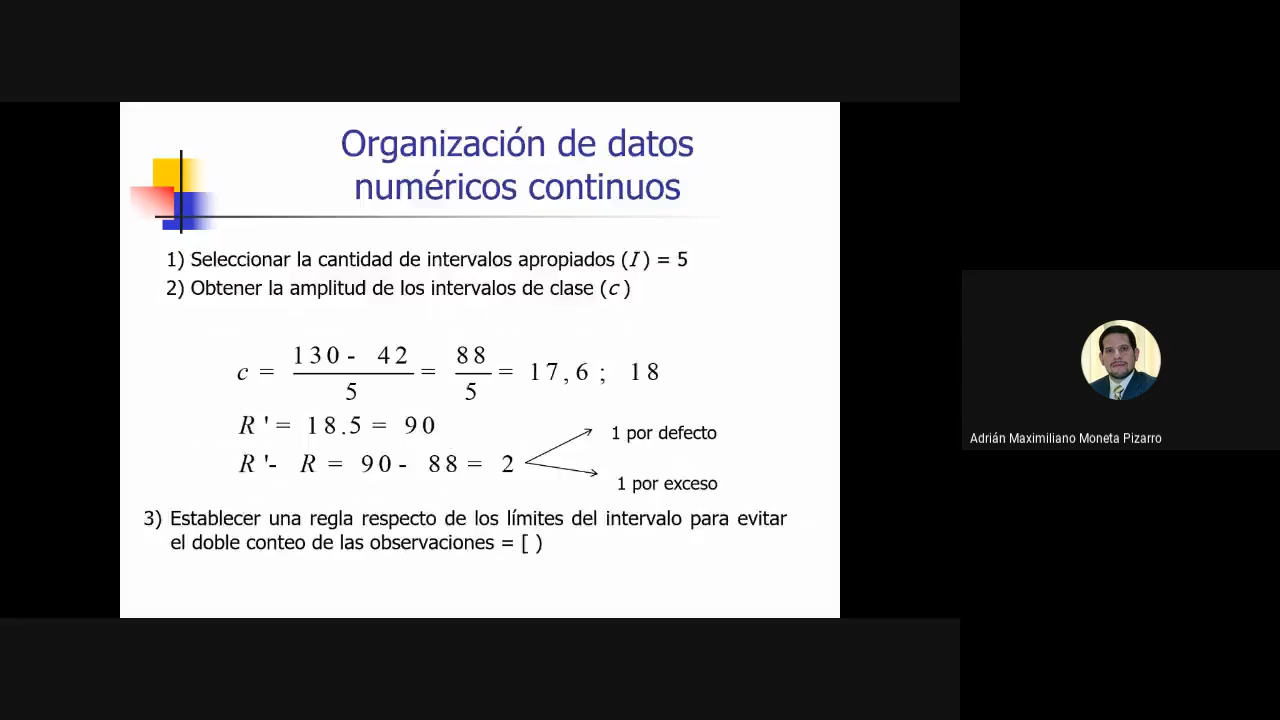 Organización de datos
numéricos continuos
1) Seleccionar la cantidad de intervalos apropiados (I) = 5
2) Obtener la amplitud de los intervalos de clase (c)
c = 130 - 42 / 5 = 88 / 5 = 17,6 ; 18
R' = 18.5 = 90
R' - R = 90 - 88 = 2
1 por defecto
1 por exceso
3) Establecer una regla respecto de los límites del intervalo para evitar
el doble conteo de las observaciones = [ )
Adrián Maximiliano Moneta Pizarro